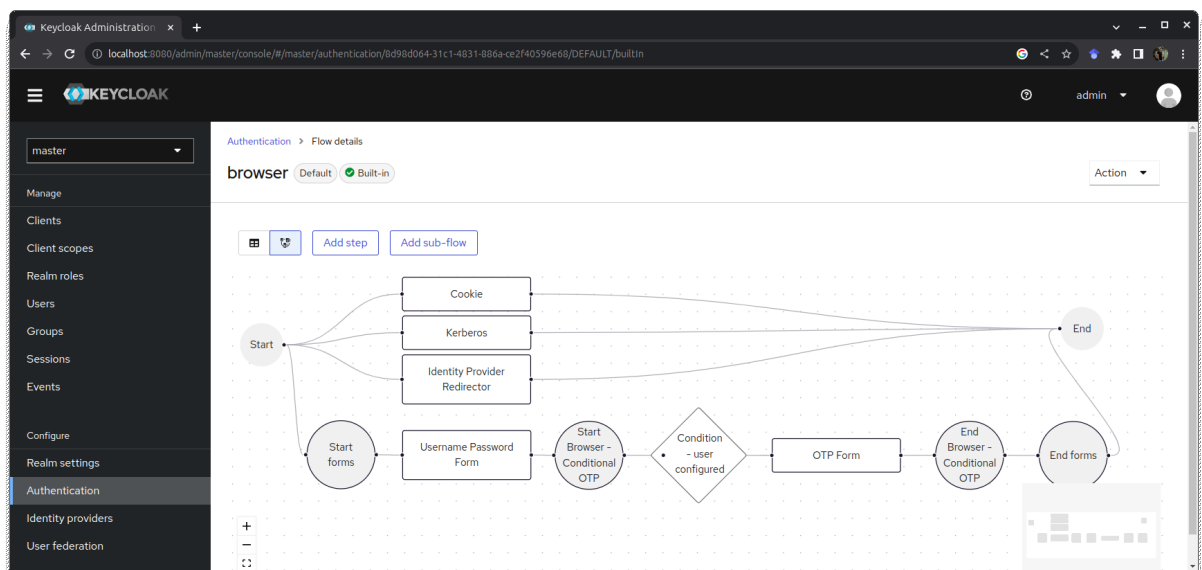 Keycloak Administration
localhost:8080/admin/master/console/#/master/authentication/8d98d064-31c1-4831-886a-ce2f40596e68/DEFAULT/builtIn
KEYCLOAK
admin
master
Manage
Clients
Client scopes
Realm roles
Users
Groups
Sessions
Events
Configure
Realm settings
Authentication
Identity providers
User federation
Authentication > Flow details
browser Default Built-in
Action
Add step Add sub-flow
Cookie
Kerberos
Identity Provider
Redirector
Start
End
Start
forms
Username Password
Form
Start
Browser -
Conditional
OTP
Condition
- user
configured
OTP Form
End
Browser -
Conditional
OTP
End forms